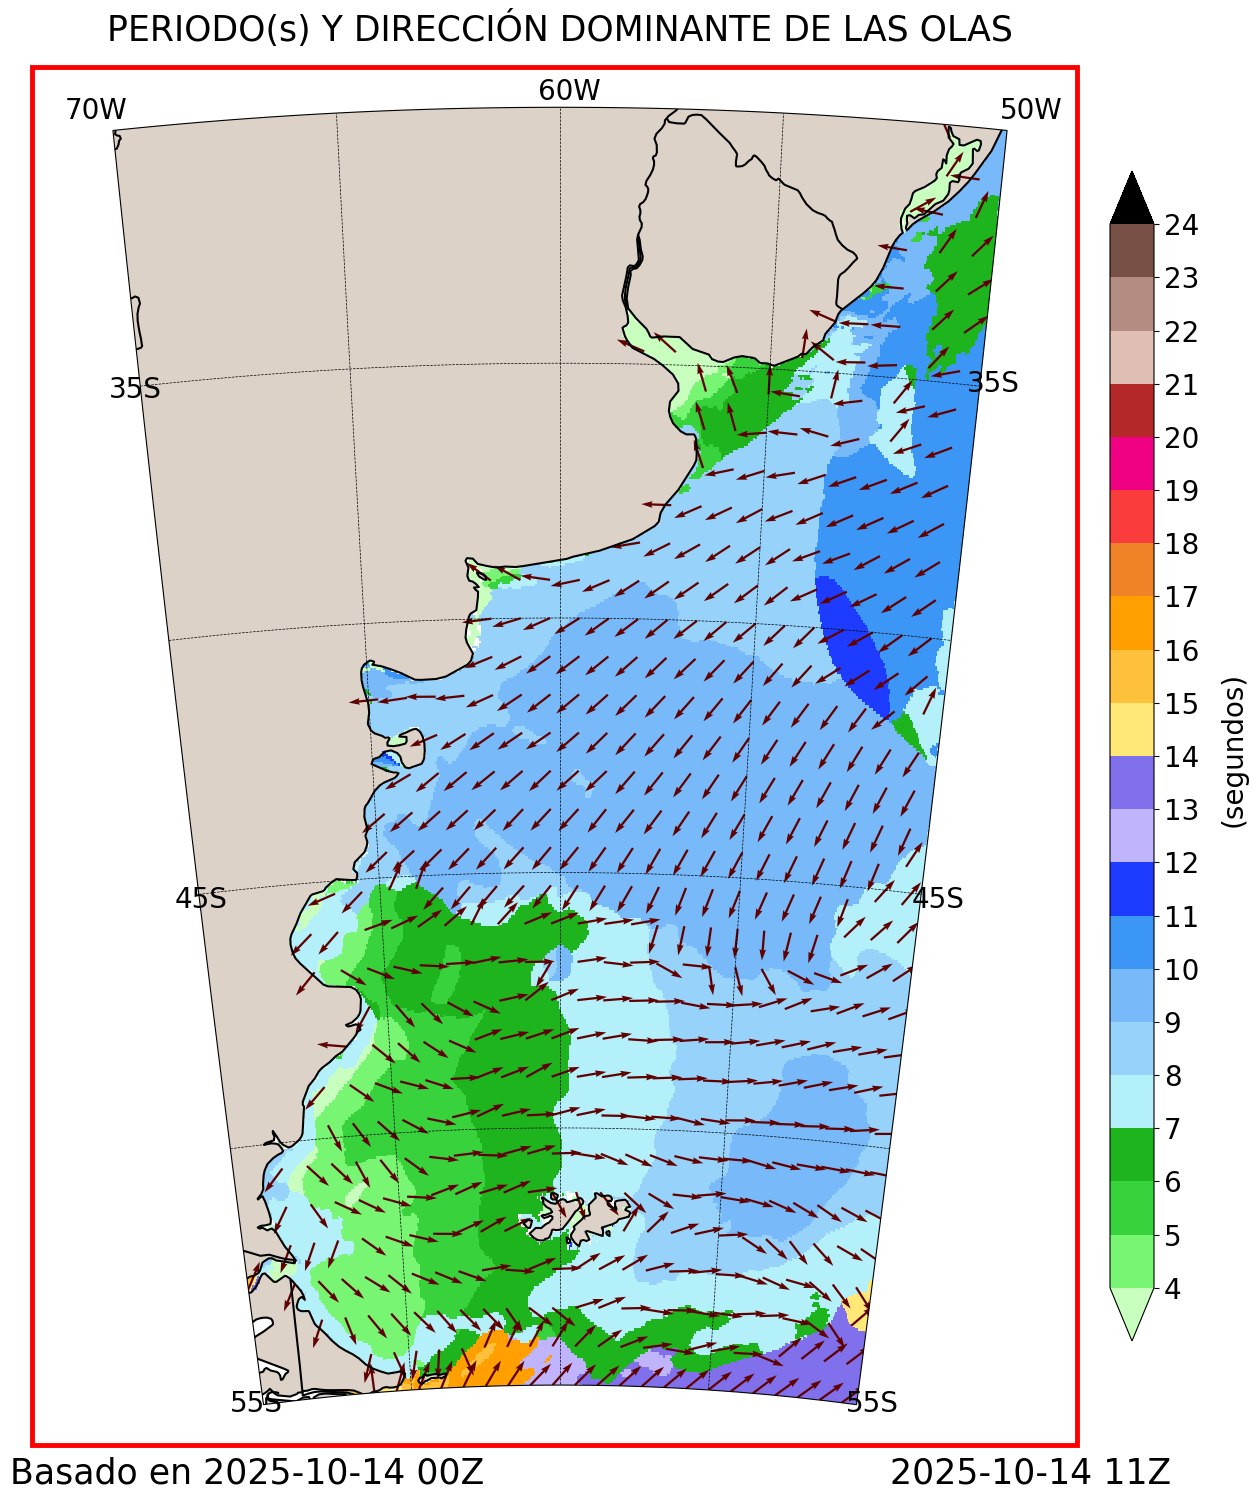 PERIODO(s) Y DIRECCIÓN DOMINANTE DE LAS OLAS
70W
60W
50W
35S
35S
45S
45S
55S
55S
24
23
22
21
20
19
18
17
16
15
14
13
12
11
10
9
8
7
6
5
4
(segundos)
Basado en 2025-10-14 00Z
2025-10-14 11Z